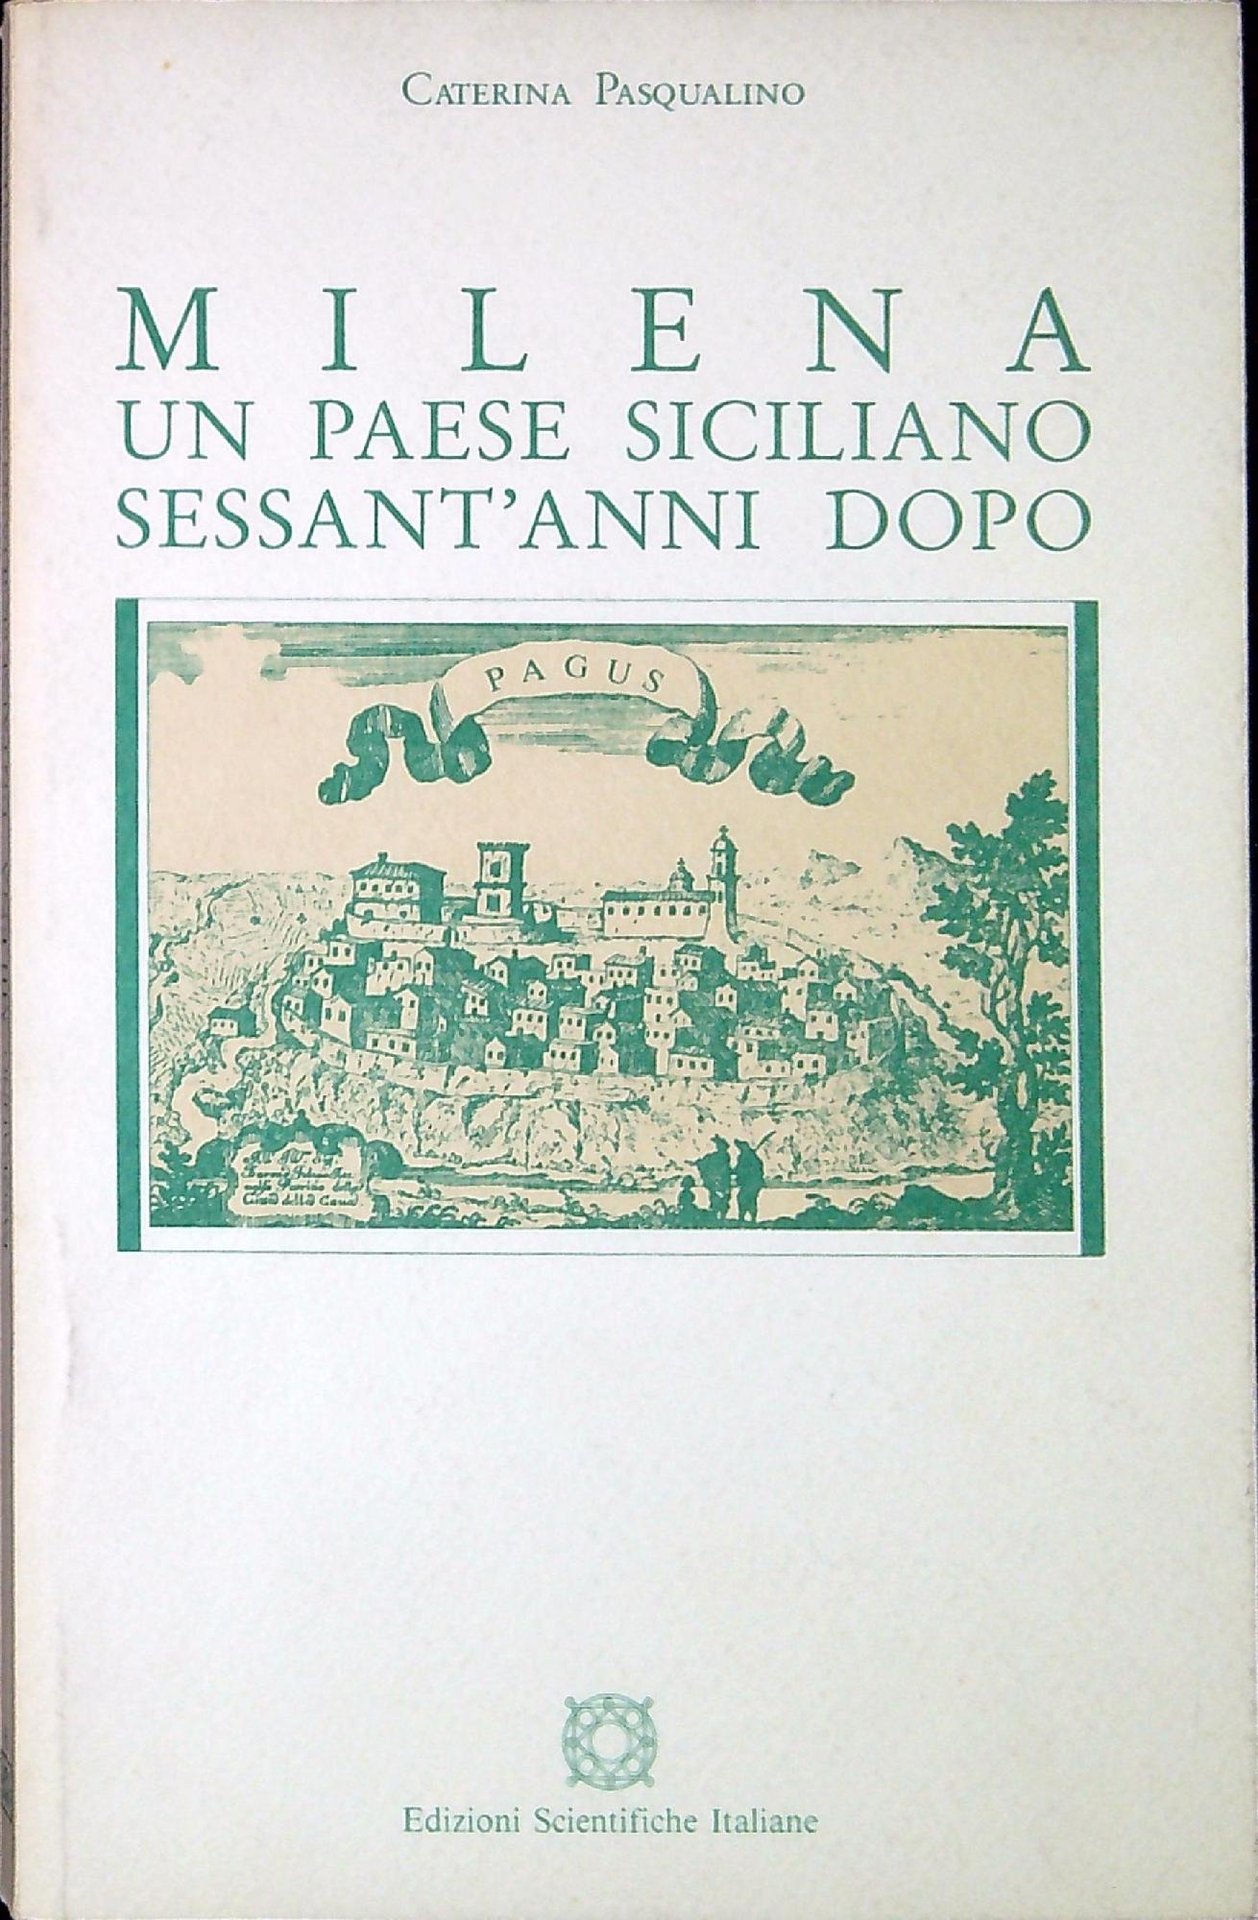 CATERINA PASQUALINO
MILENA
UN PAESE SICILIANO
SESSANT'ANNI DOPO
PAGUS
Edizioni Scientifiche Italiane